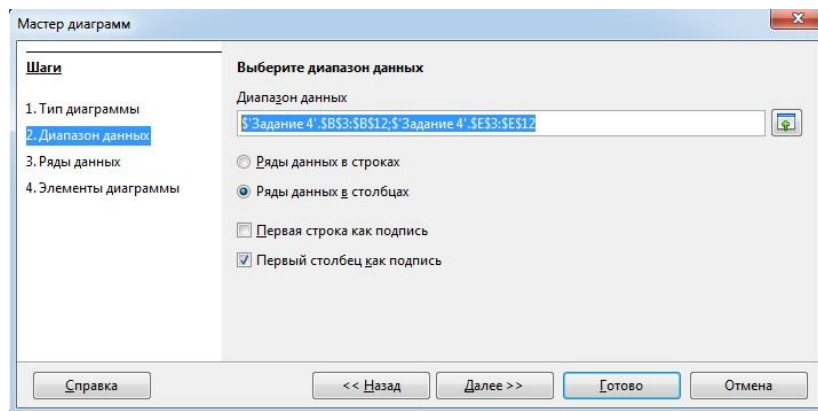 Мастер диаграмм
Шаги
1. Тип диаграммы
2. Диапазон данных
3. Ряды данных
4. Элементы диаграммы
Выберите диапазон данных
Диапазон данных
$'Задание 4'.$B$3:$B$12;$'Задание 4'.$E$3:$E$12
Ряды данных в строках
Ряды данных в столбцах
Первая строка как подпись
Первый столбец как подпись
Справка
<< Назад
Далее >>
Готово
Отмена